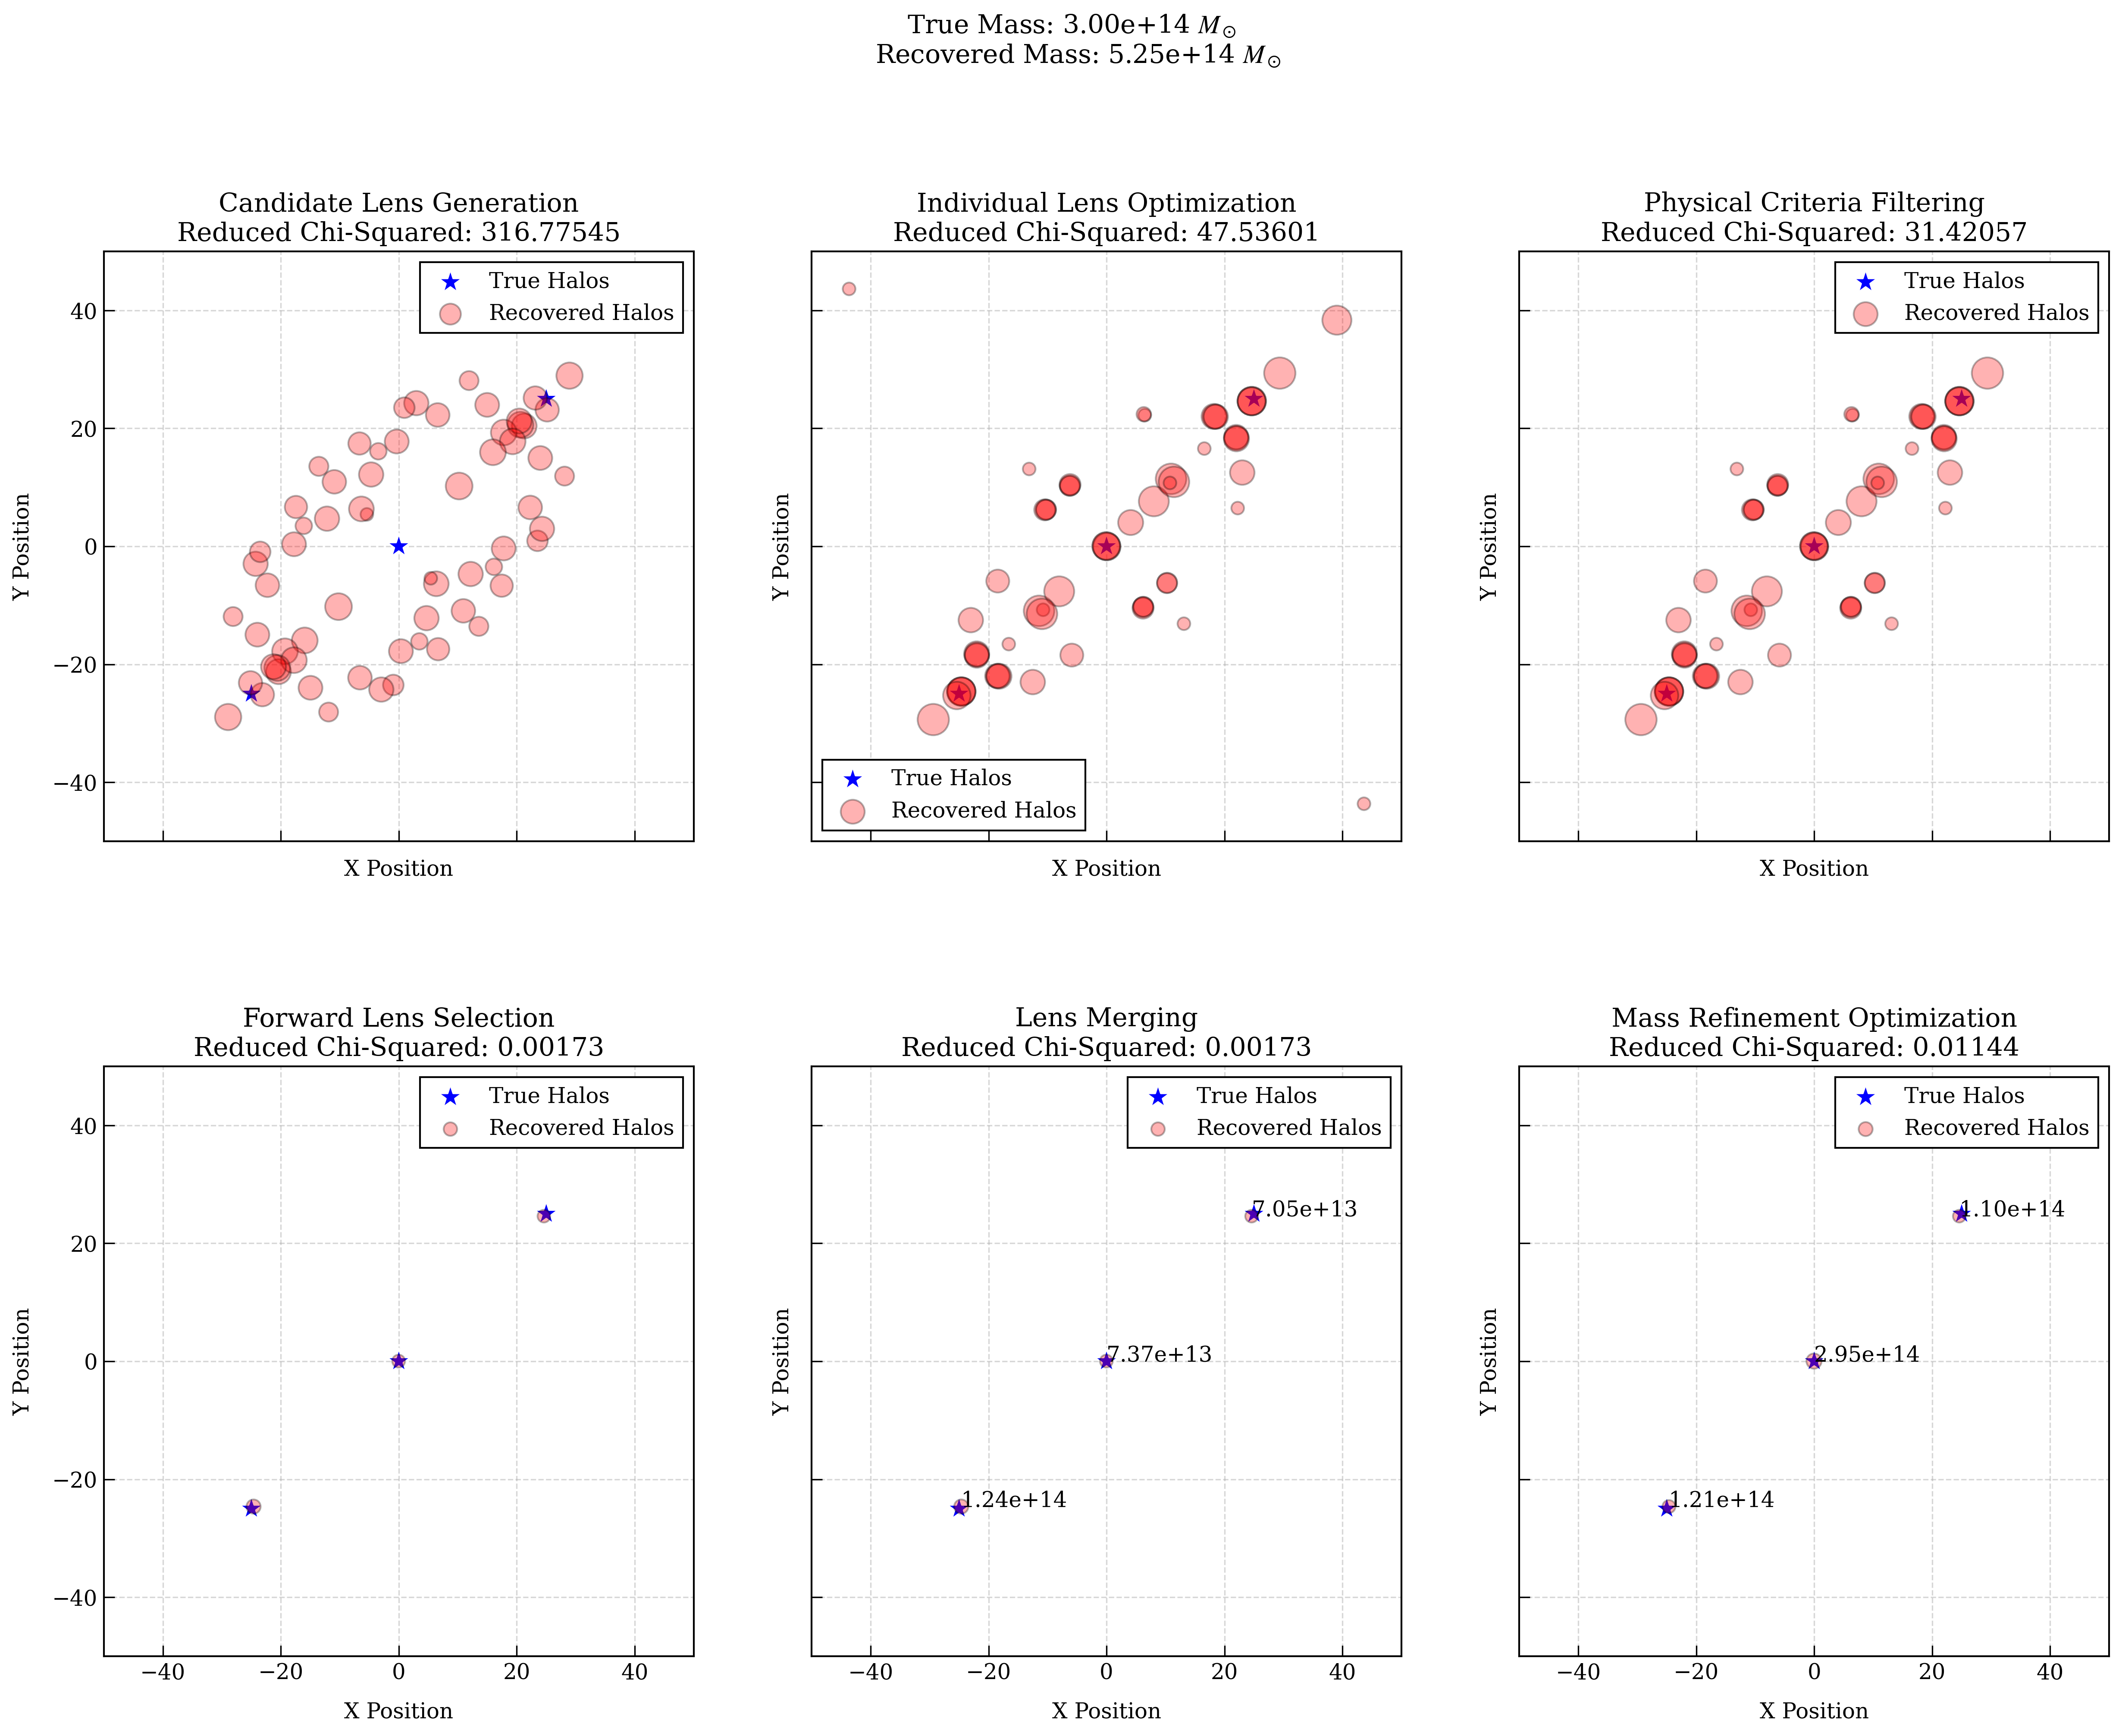 True Mass: 3.00e+14 M☉
Recovered Mass: 5.25e+14 M☉
Candidate Lens Generation
Reduced Chi-Squared: 316.77545
True Halos
Recovered Halos
40
20
0
−20
−40
Y Position
X Position
Individual Lens Optimization
Reduced Chi-Squared: 47.53601
True Halos
Recovered Halos
Y Position
X Position
Physical Criteria Filtering
Reduced Chi-Squared: 31.42057
True Halos
Recovered Halos
Y Position
X Position
Forward Lens Selection
Reduced Chi-Squared: 0.00173
True Halos
Recovered Halos
40
20
0
−20
−40
Y Position
−40 −20 0 20 40
X Position
Lens Merging
Reduced Chi-Squared: 0.00173
True Halos
Recovered Halos
7.05e+13
7.37e+13
1.24e+14
Y Position
−40 −20 0 20 40
X Position
Mass Refinement Optimization
Reduced Chi-Squared: 0.01144
True Halos
Recovered Halos
1.10e+14
2.95e+14
1.21e+14
Y Position
−40 −20 0 20 40
X Position